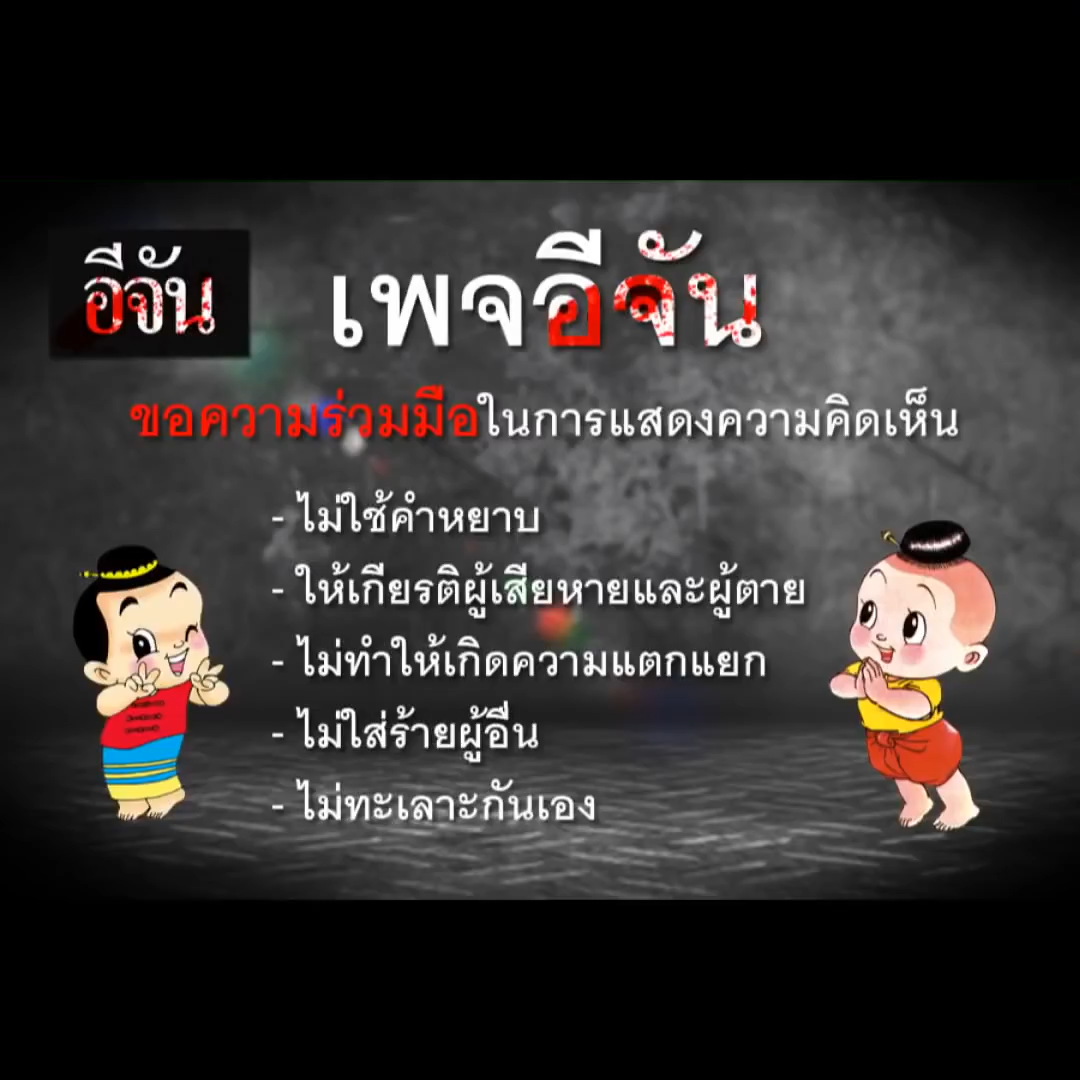 อีจัน
เพจอีจัน
ขอความร่วมมือในการแสดงความคิดเห็น
- ไม่ใช้คำหยาบ
- ให้เกียรติผู้เสียหายและผู้ตาย
- ไม่ทำให้เกิดความแตกแยก
- ไม่ใส่ร้ายผู้อื่น
- ไม่ทะเลาะกันเอง